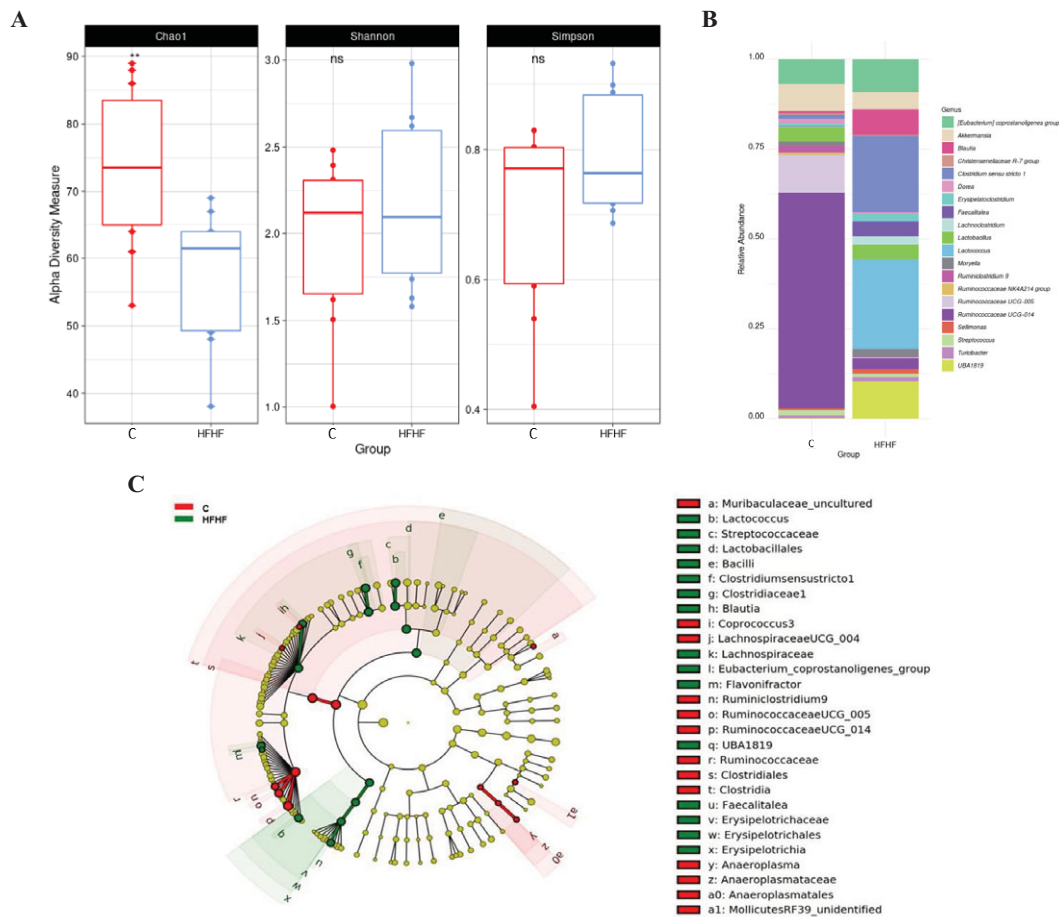 A
Chao1
Shannon
Simpson
**
ns
ns
90
80
70
60
50
40
3.0
2.5
2.0
1.5
1.0
0.8
0.6
0.4
Alpha Diversity Measure
C
HFHF
C
HFHF
C
HFHF
Group
B
1.00
0.75
0.50
0.25
0.00
Relative Abundance
C
HFHF
Group
Genus
[Eubacterium] coprostanoligenes group
Akkermansia
Blautia
Christensenellaceae R-7 group
Clostridium sensu stricto 1
Dorea
Erysipelatoclostridium
Faecalitalea
Lachnoclostridium
Lactobacillus
Lactococcus
Moryella
Ruminiclostridium 9
Ruminococcaceae NK4A214 group
Ruminococcaceae UCG-005
Ruminococcaceae UCG-014
Sellimonas
Streptococcus
Turicibacter
UBA1819
C
C
HFHF
e
d
c
b
g
f
ih
j
k
s
t
a
ml
r
on
p
q
u
v
w
x
y
z
a0
a1
a: Muribaculaceae_uncultured
b: Lactococcus
c: Streptococcaceae
d: Lactobacillales
e: Bacilli
f: Clostridiumsensustricto1
g: Clostridiaceae1
h: Blautia
i: Coprococcus3
j: LachnospiraceaeUCG_004
k: Lachnospiraceae
l: Eubacterium_coprostanoligenes_group
m: Flavonifractor
n: Ruminiclostridium9
o: RuminococcaceaeUCG_005
p: RuminococcaceaeUCG_014
q: UBA1819
r: Ruminococcaceae
s: Clostridiales
t: Clostridia
u: Faecalitalea
v: Erysipelotrichaceae
w: Erysipelotrichales
x: Erysipelotrichia
y: Anaeroplasma
z: Anaeroplasmataceae
a0: Anaeroplasmatales
a1: MollicutesRF39_unidentified